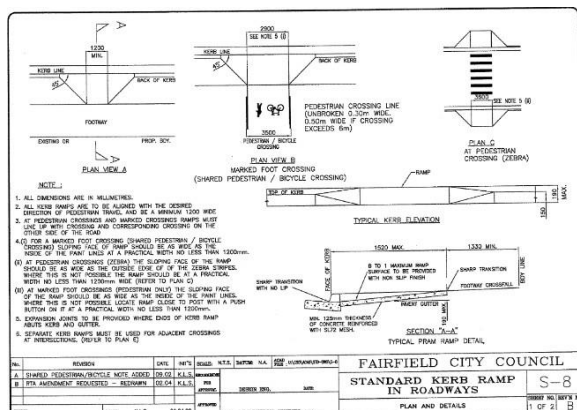 A
1200
MIN.
KERB LINE
45°
BACK OF KERB
FOOTWAY
EXISTING OR
PROP. BDY.
A
PLAN VIEW A
2900
SEE NOTE 5 (i)
KERB LINE
BACK OF KERB
45°
3500
PEDESTRIAN / BICYCLE
CROSSING
PEDESTRIAN CROSSING LINE
(UNBROKEN 0.30m WIDE.
0.50m WIDE IF CROSSING
EXCEEDS 6m)
PLAN VIEW B
MARKED FOOT CROSSING
(SHARED PEDESTRIAN / BICYCLE CROSSING)
3600
SEE NOTE 5 (ii)
PLAN C
AT PEDESTRIAN
CROSSING (ZEBRA)
NOTE :
1. ALL DIMENSIONS ARE IN MILLIMETRES.
2. ALL KERB RAMPS ARE TO BE ALIGNED WITH THE DESIRED
DIRECTION OF PEDESTRIAN TRAVEL AND BE A MINIMUM 1200 WIDE
3. AT PEDESTRIAN CROSSINGS AND MARKED CROSSINGS RAMPS MUST
LINE UP WITH CROSSING AND CORRESPONDING CROSSING ON THE
OTHER SIDE OF THE ROAD
4.(i) FOR A MARKED FOOT CROSSING (SHARED PEDESTRIAN / BICYCLE
CROSSING) SLOPING FACE OF RAMP SHOULD BE AS WIDE AS THE
INSIDE OF THE PAINT LINES AT A PRACTICAL WIDTH NO LESS THAN 1200mm.
(ii) AT PEDESTRIAN CROSSINGS (ZEBRA) THE SLOPING FACE OF THE RAMP
SHOULD BE AS WIDE AS THE OUTSIDE EDGE OF OF THE ZEBRA STRIPES.
WHERE THIS IS NOT POSSIBLE THE RAMP SHOULD BE AT A PRACTICAL
WIDTH NO LESS THAN 1200mm WIDE (REFER TO PLAN C)
(iii) AT MARKED FOOT CROSSINGS (PEDESTRIAN ONLY) THE SLOPING FACE
OF THE RAMP SHOULD BE AS WIDE AS THE INSIDE OF THE PAINT LINES.
WHERE THIS IS NOT POSSIBLE LOCATE RAMP CLOSE TO POST WITH A PUSH
BUTTON ON IT AT A PRACTICAL WIDTH NO LESS THAN 1200mm.
5. EXPANSION JOINTS TO BE PROVIDED WHERE ENDS OF KERB RAMP
ABUTS KERB AND GUTTER.
5. SEPARATE KERB RAMPS MUST BE USED FOR ADJACENT CROSSINGS
AT INTERSECTIONS. (REFER TO PLAN E)
RAMP
TOP OF KERB
150
190 MAX.
TYPICAL KERB ELEVATION
1520 MAX.
1330 MIN.
FACE OF KERB
BDY LINE
8 TO 1 MAXIMUM RAMP
SURFACE TO BE PROVIDED
WITH NON SLIP FINISH
SHARP TRANSITION
SHARP TRANSITION
WITH NO LIP
FOOTWAY CROSSFALL
INVERT GUTTER
190 MAX.
MIN. 125mm THICKNESS
OF CONCRETE REINFORCED
WITH SL72 MESH.
SECTION "A-A"
TYPICAL PRAM RAMP DETAIL
No. REVISION DATE INIT'S
A SHARED PEDESTRIAN/BICYCLE NOTE ADDED 09.02 K.L.S.
B RTA AMENDMENT REQUESTED - REDRAWN 02.04 K.L.S.
SCALE: N.T.S. DATUM N.A.
DESIGN ENG. DATE
APPROVED
FAIRFIELD CITY COUNCIL
STANDARD KERB RAMP
IN ROADWAYS
S-8
PLAN AND DETAILS
1 OF 2 B